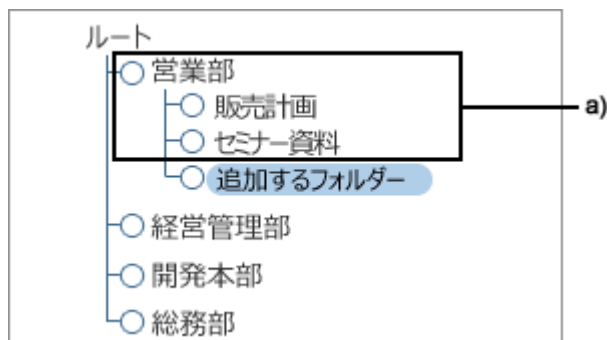 ルート
営業部
販売計画
a)
セミナー資料
追加するフォルダー
経営管理部
開発本部
総務部